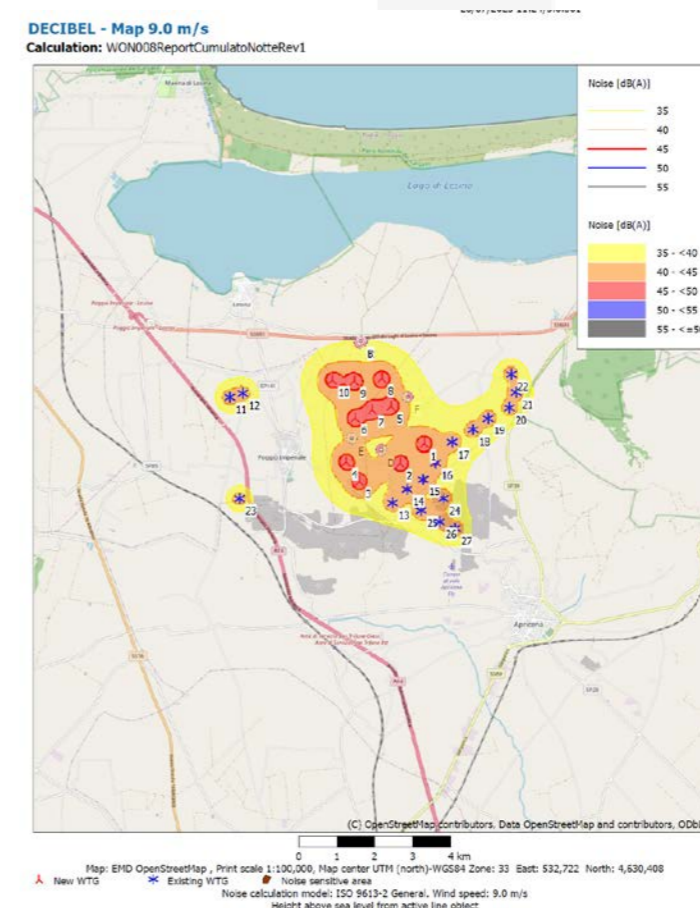 DECIBEL - Map 9.0 m/s
Calculation: WON008ReportCumulatoNotteRev1
Noise [dB(A)]
35
40
45
50
55
Noise [dB(A)]
35 - <40
40 - <45
45 - <50
50 - <55
Marina di Lesina
Lago di Lesina
Lesina
Poggio Imperiale
Apricena
B
10
9
8
F
7
5
6
E
D
1
4
3
2
11
12
22
21
20
19
18
17
16
15
14
13
24
25
26
27
23
(C) OpenStreetMap contributors, Data OpenStreetMap and contributors, ODbL
0 1 2 3 4 km
Map: EMD OpenStreetMap , Print scale 1:100,000, Map center UTM (north)-WGS84 Zone: 33 East: 532,722 North: 4,630,408
New WTG Existing WTG Noise sensitive area
Noise calculation model: ISO 9613-2 General. Wind speed: 9.0 m/s
Height above sea level from active line object